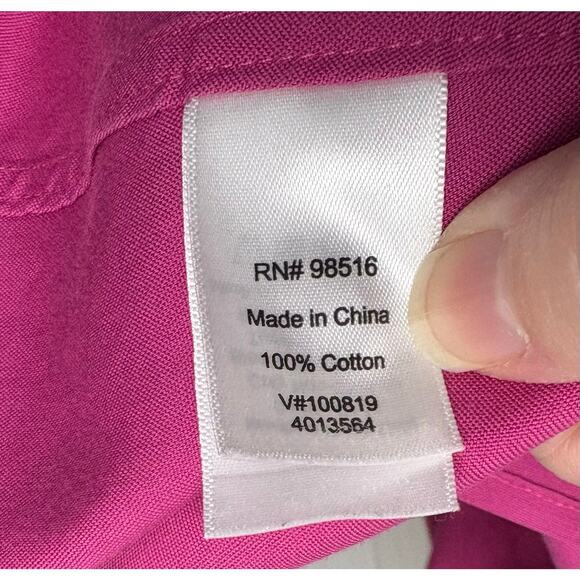 RN# 98516
Made in China
100% Cotton
V#100819
4013564